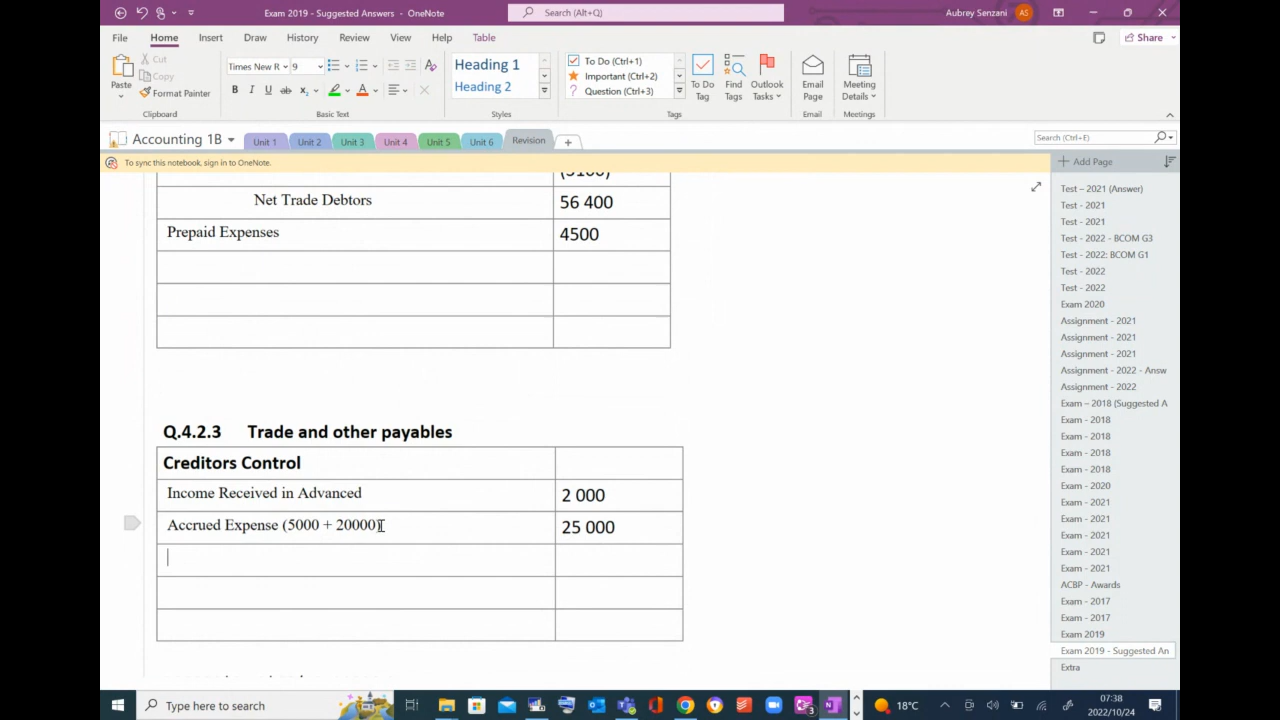 Exam 2019 - Suggested Answers - OneNote
Search (Alt+Q)
Aubrey Senzani
AS
File Home Insert Draw History Review View Help Table
Share
Paste
Cut
Copy
Format Painter
Clipboard
Times New R
9
B I U ab x A
Basic Text
Heading 1
Heading 2
Styles
To Do (Ctrl+1)
Important (Ctrl+2)
Question (Ctrl+3)
To Do Tag
Find Tags
Outlook Tasks
Tags
Email Page
Email
Meeting Details
Meetings
Accounting 1B
Unit 1 Unit 2 Unit 3 Unit 4 Unit 5 Unit 6 Revision
Search (Ctrl+E)
To sync this notebook, sign in to OneNote.
Add Page
Net Trade Debtors 56 400
Prepaid Expenses 4500
Q.4.2.3 Trade and other payables
Creditors Control
Income Received in Advanced 2 000
Accrued Expense (5000 + 20000) 25 000
Test – 2021 (Answer)
Test - 2021
Test - 2021
Test - 2022 - BCOM G3
Test - 2022: BCOM G1
Test - 2022
Test - 2022
Exam 2020
Assignment - 2021
Assignment - 2021
Assignment - 2021
Assignment - 2022 - Answ
Assignment - 2022
Exam – 2018 (Suggested A
Exam - 2018
Exam - 2018
Exam - 2018
Exam - 2018
Exam - 2020
Exam - 2021
Exam - 2021
Exam - 2021
Exam - 2021
Exam - 2021
ACBP - Awards
Exam - 2017
Exam - 2017
Exam 2019
Exam 2019 - Suggested An
Extra
Type here to search
18°C
07:38
2022/10/24